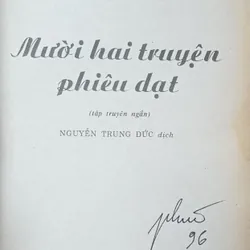 Mười hai truyện
phiêu dạt
(tập truyện ngắn)
NGUYỄN TRUNG ĐỨC dịch
96